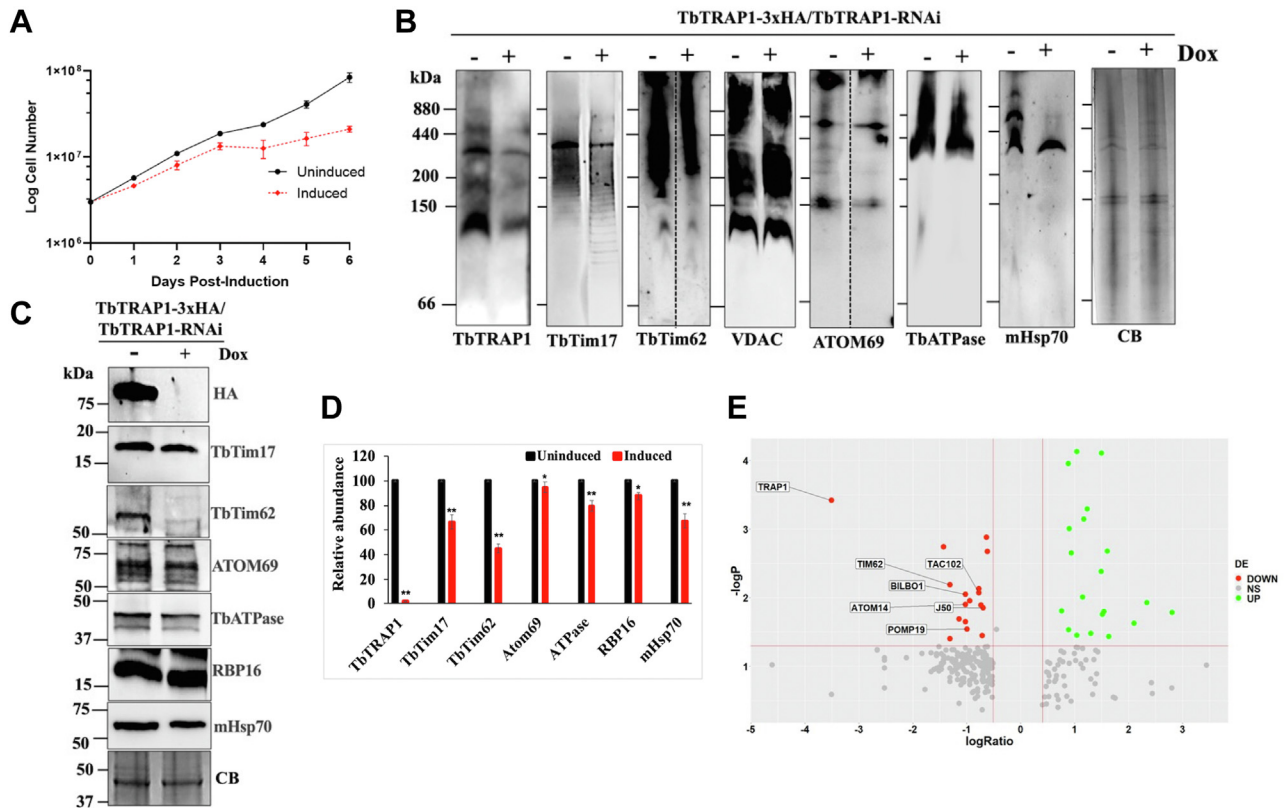 A
Log Cell Number
1×10^8
1×10^7
1×10^6
0 1 2 3 4 5 6
Days Post-Induction
Uninduced
Induced
B
TbTRAP1-3xHA/TbTRAP1-RNAi
- + - + - + - + - + - + - + - + Dox
kDa
880
440
200
150
66
TbTRAP1 TbTim17 TbTim62 VDAC ATOM69 TbATPase mHsp70 CB
C
TbTRAP1-3xHA/
TbTRAP1-RNAi
- + Dox
kDa
75
HA
20
15
TbTim17
50
TbTim62
75
50
ATOM69
50
37
TbATPase
15
RBP16
75
50
mHsp70
50
37
CB
D
Uninduced Induced
Relative abundance
120
100
80
60
40
20
0
** ** ** * ** * **
TbTRAP1 TbTim17 TbTim62 Atom69 ATPase RBP16 mHsp70
E
-logP
4
3
2
1
TRAP1
TIM62
TAC102
BILBO1
ATOM14
J50
POMP19
-5 -4 -3 -2 -1 0 1 2 3
logRatio
DE
DOWN
NS
UP